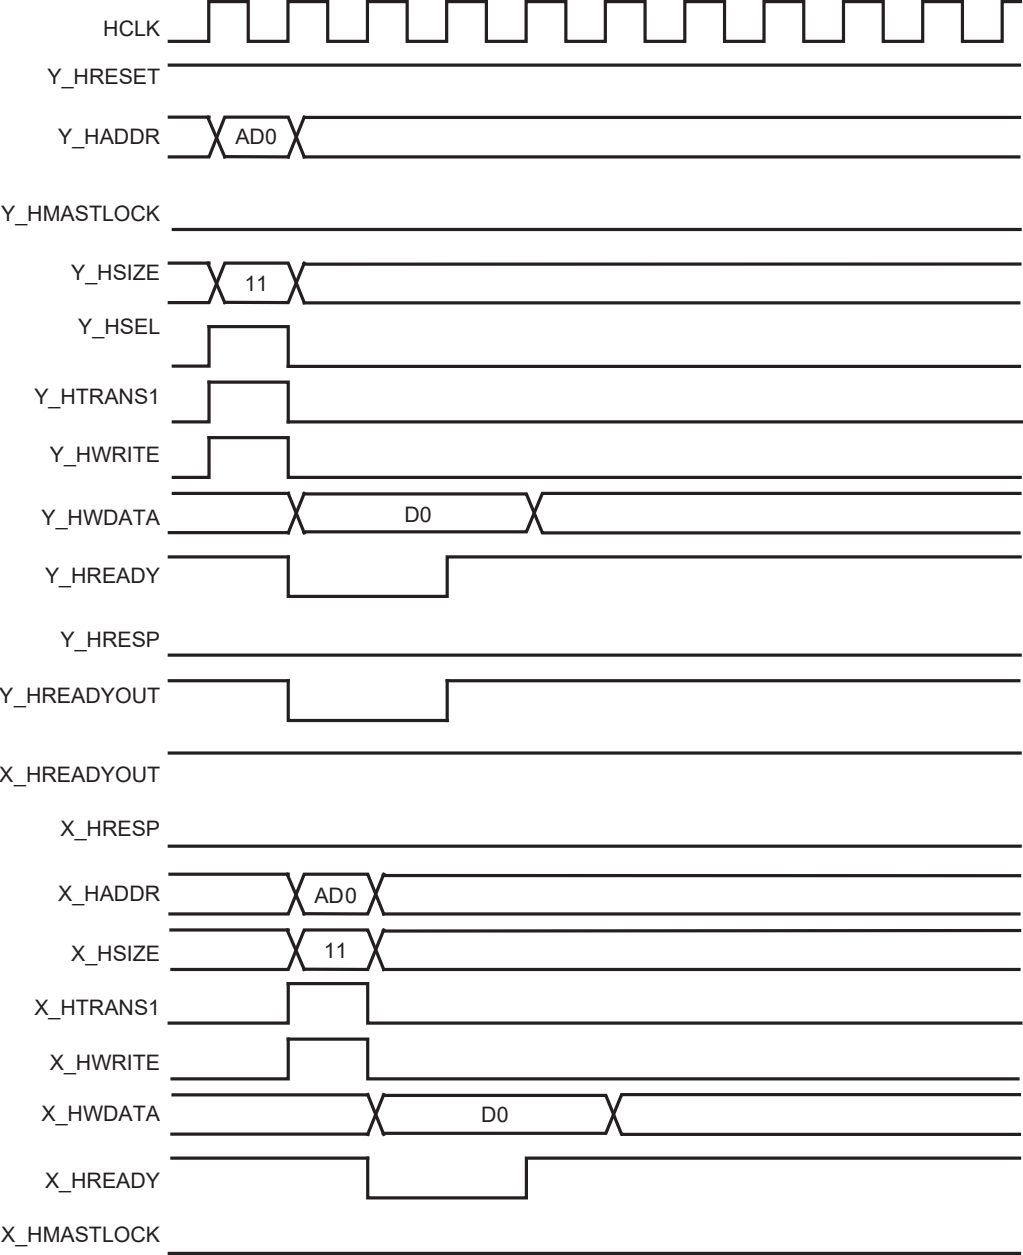 HCLK
Y_HRESET
Y_HADDR AD0
Y_HMASTLOCK
Y_HSIZE 11
Y_HSEL
Y_HTRANS1
Y_HWRITE
Y_HWDATA D0
Y_HREADY
Y_HRESP
Y_HREADYOUT
X_HREADYOUT
X_HRESP
X_HADDR AD0
X_HSIZE 11
X_HTRANS1
X_HWRITE
X_HWDATA D0
X_HREADY
X_HMASTLOCK